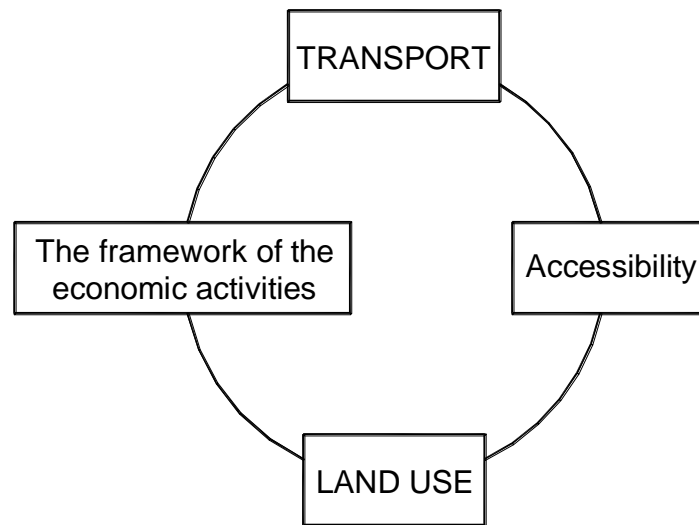 TRANSPORT
The framework of the
economic activities
Accessibility
LAND USE